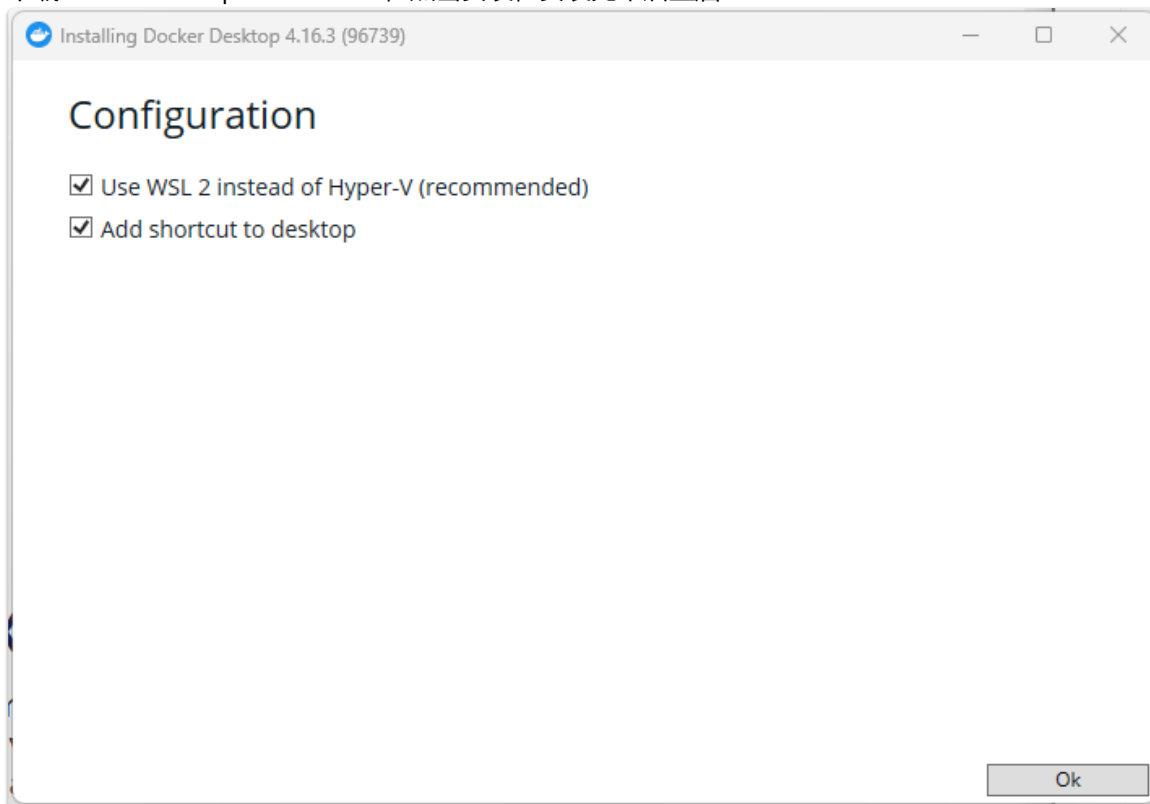 Installing Docker Desktop 4.16.3 (96739)
Configuration
Use WSL 2 instead of Hyper-V (recommended)
Add shortcut to desktop
Ok